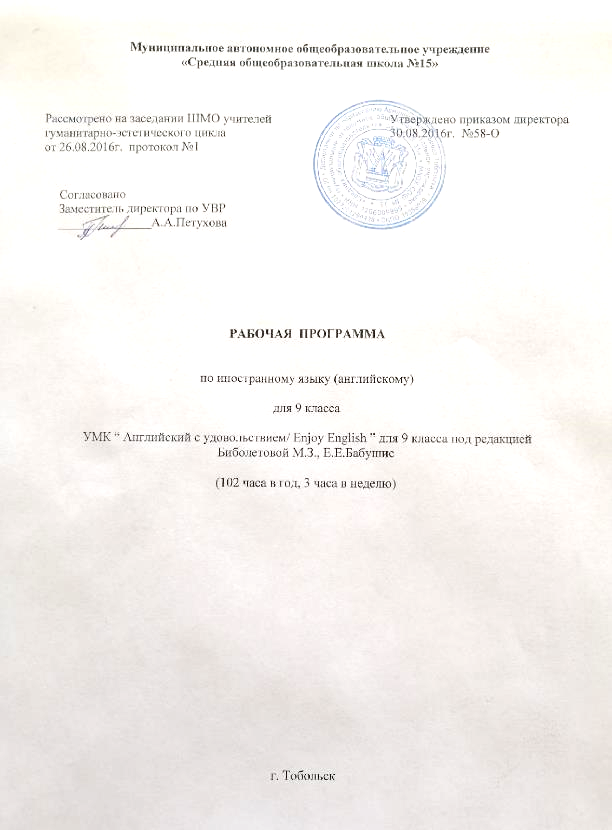 Муниципальное автономное общеобразовательное учреждение
«Средняя общеобразовательная школа №15»
Рассмотрено на заседании ШМО учителей
гуманитарно-эстетического цикла
от 26.08.2016г. протокол №1
Утверждено приказом директора
30.08.2016г. №58-О
Согласовано
Заместитель директора по УВР
А.А.Петухова
РАБОЧАЯ ПРОГРАММА
по иностранному языку (английскому)
для 9 класса
УМК “ Английский с удовольствием/ Enjoy English ” для 9 класса под редакцией
Биболетовой М.З., Е.Е.Бабушис
(102 часа в год, 3 часа в неделю)
г. Тобольск